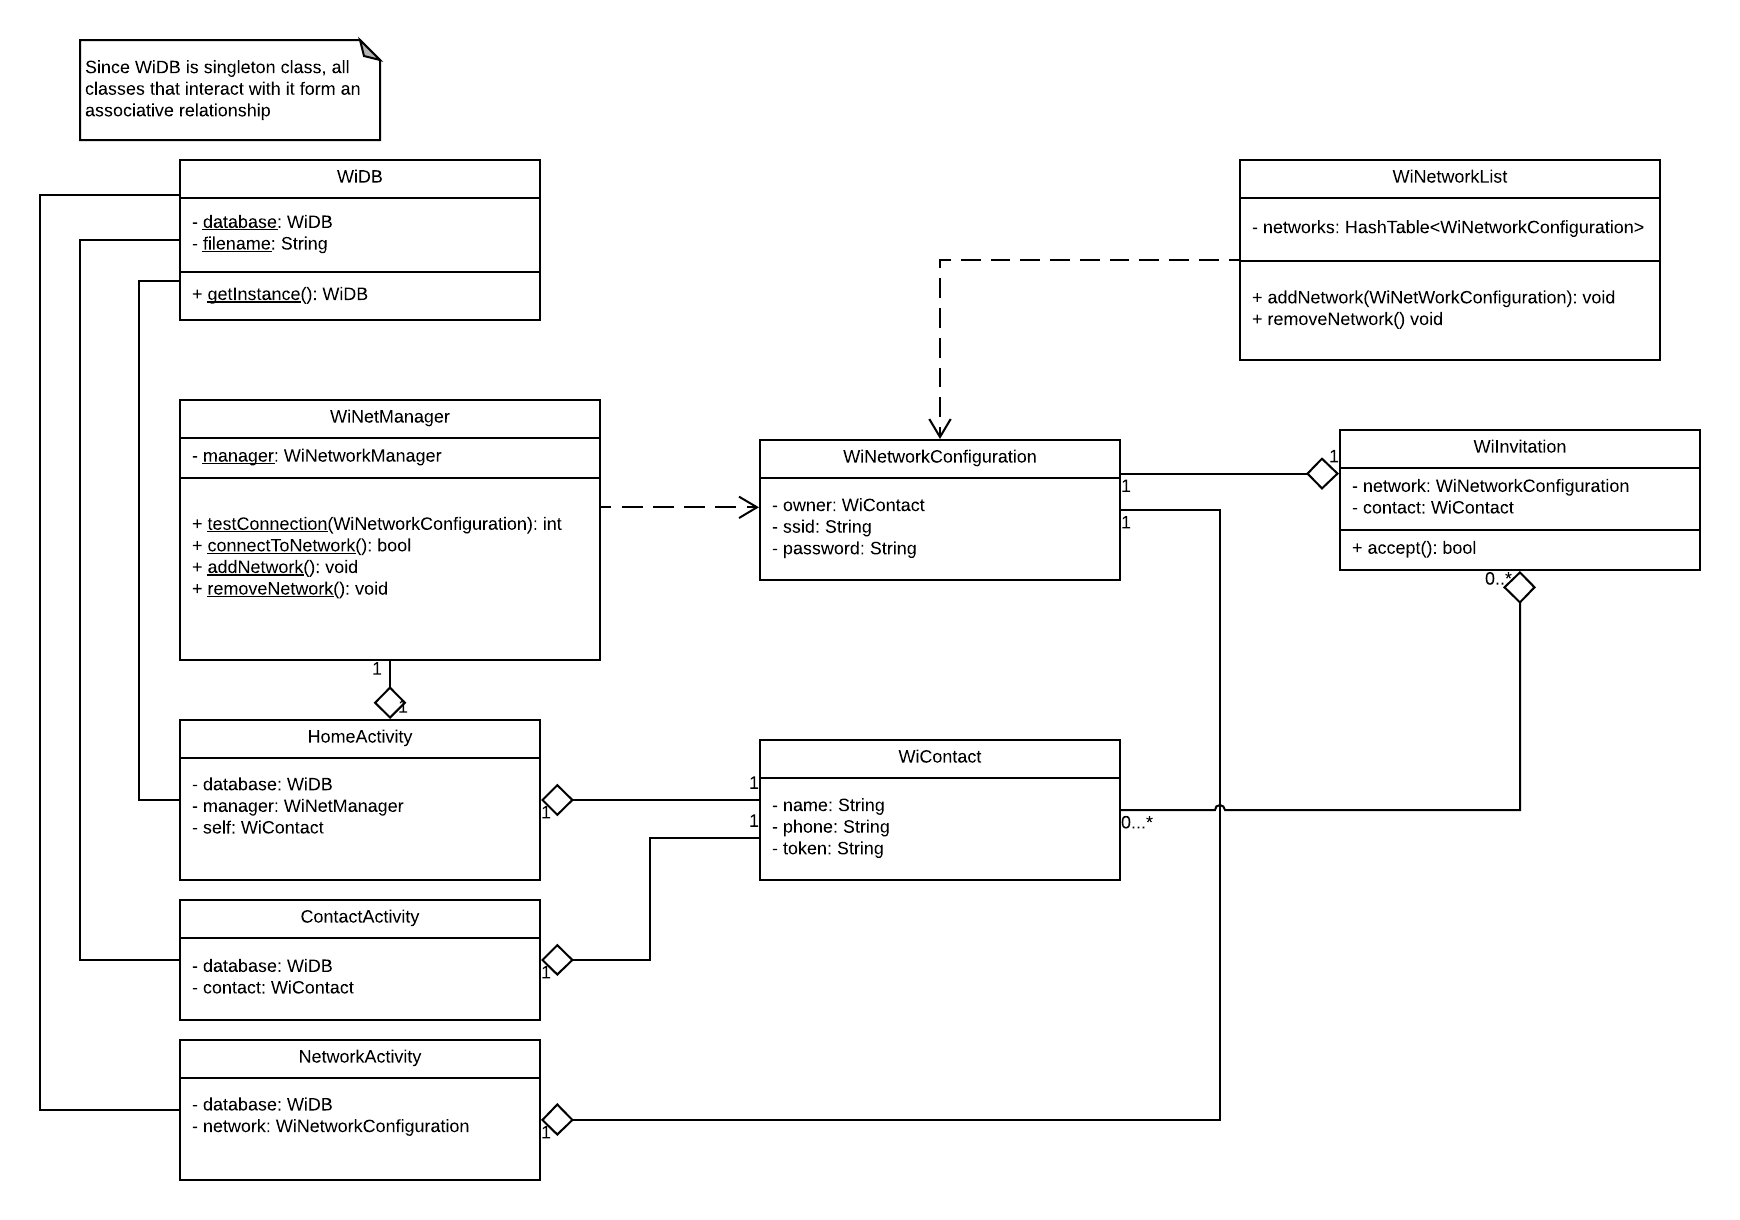 Since WiDB is singleton class, all
classes that interact with it form an
associative relationship
WiDB
- database: WiDB
- filename: String
+ getInstance(): WiDB
WiNetworkList
- networks: HashTable<WiNetworkConfiguration>
+ addNetwork(WiNetWorkConfiguration): void
+ removeNetwork() void
WiNetManager
- manager: WiNetworkManager
+ testConnection(WiNetworkConfiguration): int
+ connectToNetwork(): bool
+ addNetwork(): void
+ removeNetwork(): void
1
1
WiNetworkConfiguration
- owner: WiContact
- ssid: String
- password: String
1
1
1
WiInvitation
- network: WiNetworkConfiguration
- contact: WiContact
+ accept(): bool
0..*
HomeActivity
- database: WiDB
- manager: WiNetManager
- self: WiContact
1
1
1
WiContact
- name: String
- phone: String
- token: String
0...*
ContactActivity
- database: WiDB
- contact: WiContact
1
NetworkActivity
- database: WiDB
- network: WiNetworkConfiguration
1